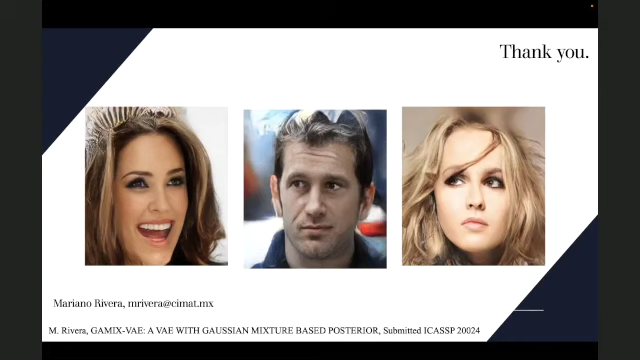 Thank you.
Mariano Rivera, mrivera@cimat.mx
M. Rivera, GAMIX-VAE: A VAE WITH GAUSSIAN MIXTURE BASED POSTERIOR, Submitted ICASSP 20024